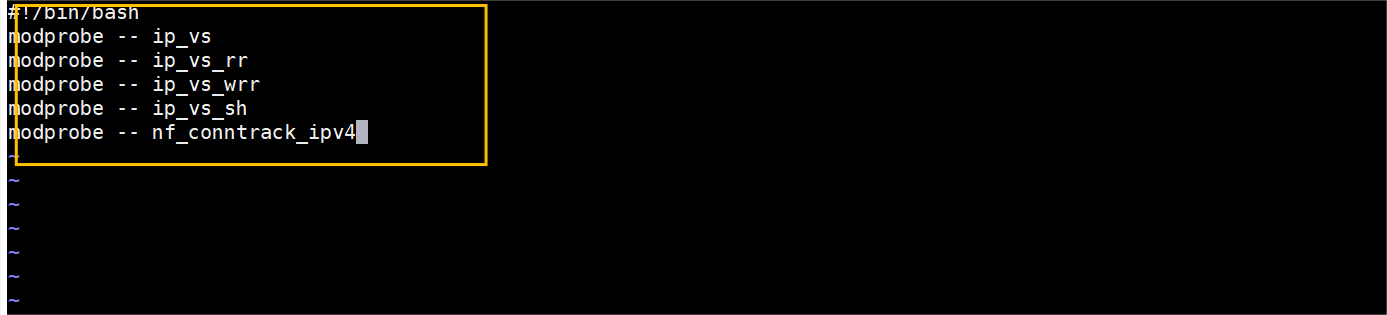 #!/bin/bash
modprobe -- ip_vs
modprobe -- ip_vs_rr
modprobe -- ip_vs_wrr
modprobe -- ip_vs_sh
modprobe -- nf_conntrack_ipv4
~
~
~
~
~
~
~